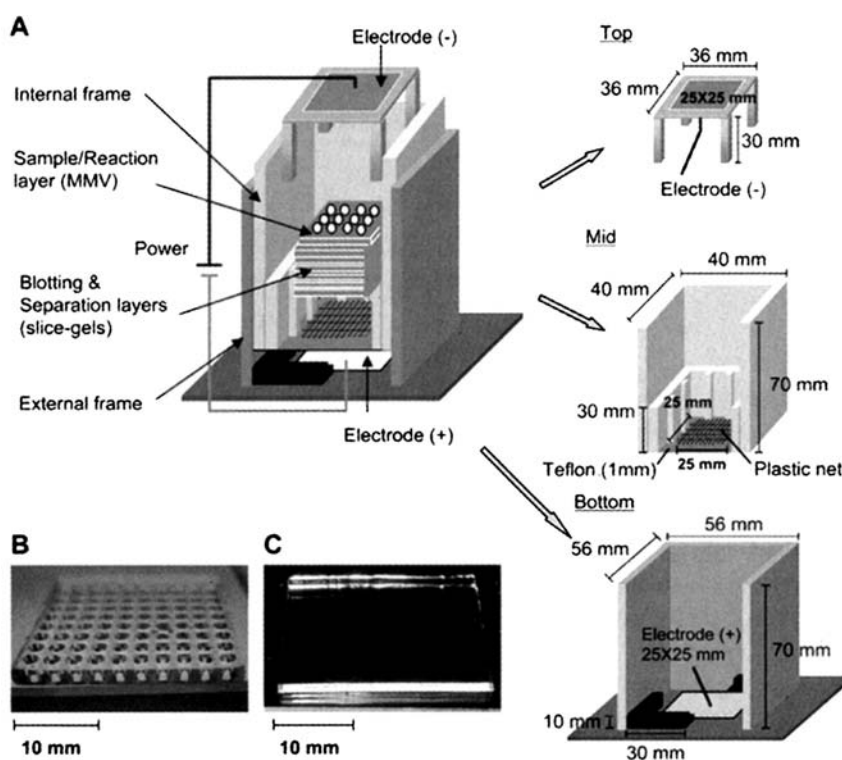 A
Electrode (-)
Internal frame
Sample/Reaction
layer (MMV)
Power
Blotting &
Separation layers
(slice-gels)
External frame
Electrode (+)
Top
36 mm
36 mm
25X25 mm
30 mm
Electrode (-)
Mid
40 mm
40 mm
70 mm
30 mm
25 mm
Teflon (1mm)
25 mm
Plastic net
Bottom
56 mm
56 mm
Electrode (+)
25X25 mm
70 mm
10 mm
30 mm
B
10 mm
C
10 mm